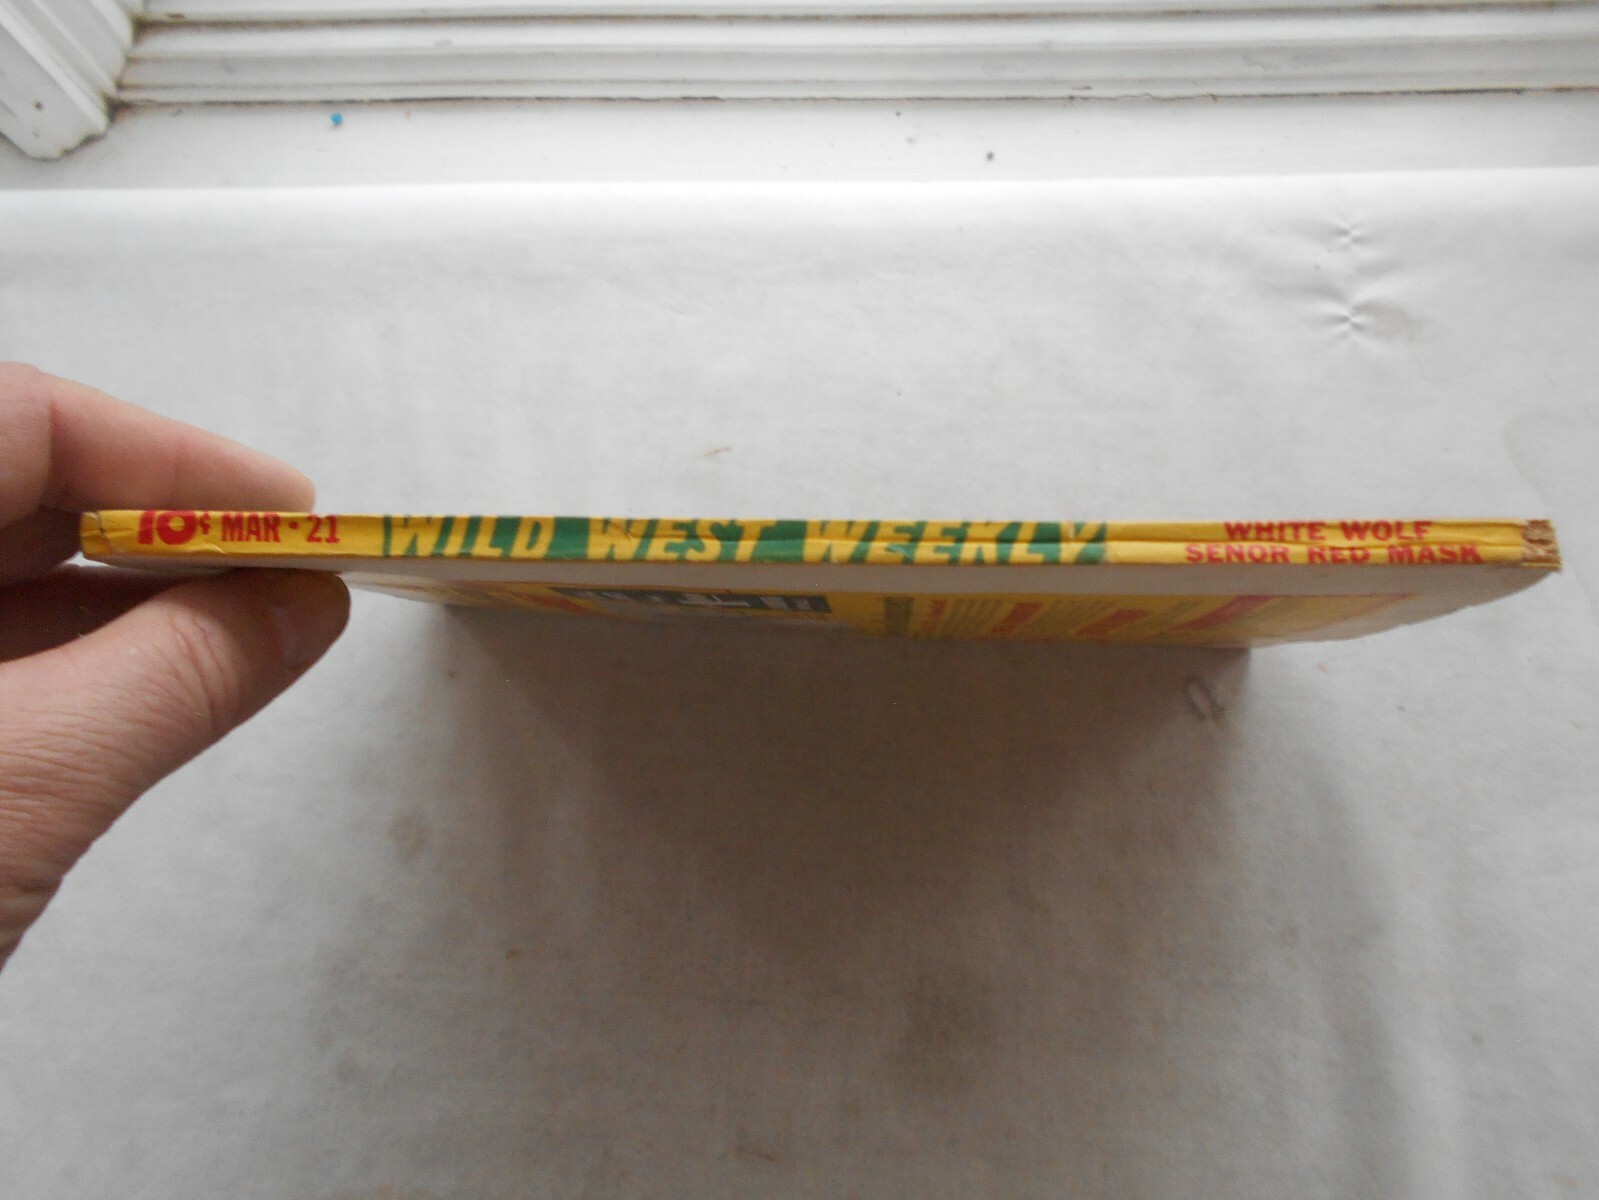 10¢ MAR • 21 WILD WEST WEEKLY
WHITE WOLF
SENOR RED MASK